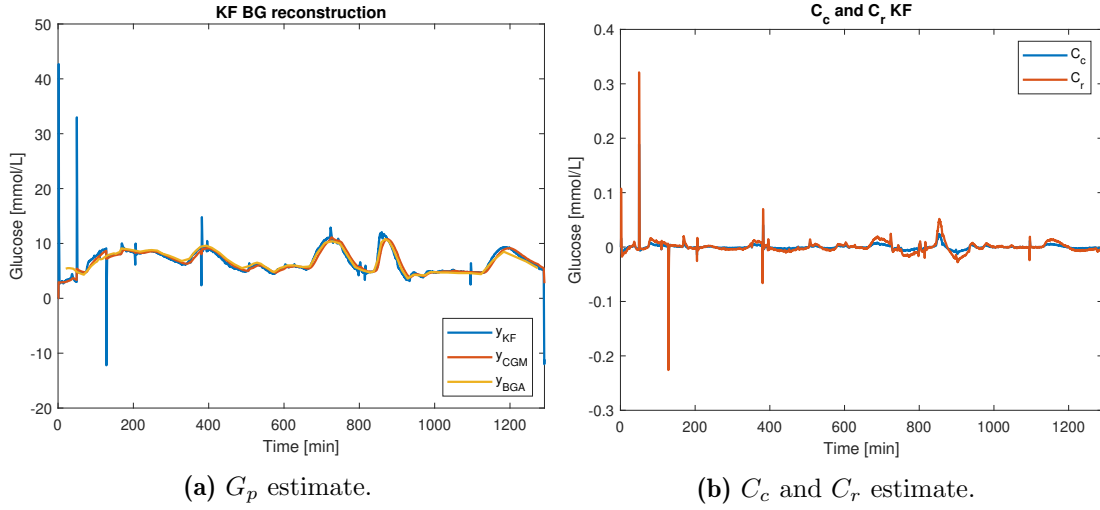 KF BG reconstruction
50
40
30
20
10
0
-10
-20
Glucose [mmol/L]
0 200 400 600 800 1000 1200
Time [min]
y_KF
y_CGM
y_BGA
(a) G_p estimate.
C_c and C_r KF
0.4
0.3
0.2
0.1
0
-0.1
-0.2
-0.3
Glucose [mmol/L]
0 200 400 600 800 1000 1200
Time [min]
C_c
C_r
(b) C_c and C_r estimate.